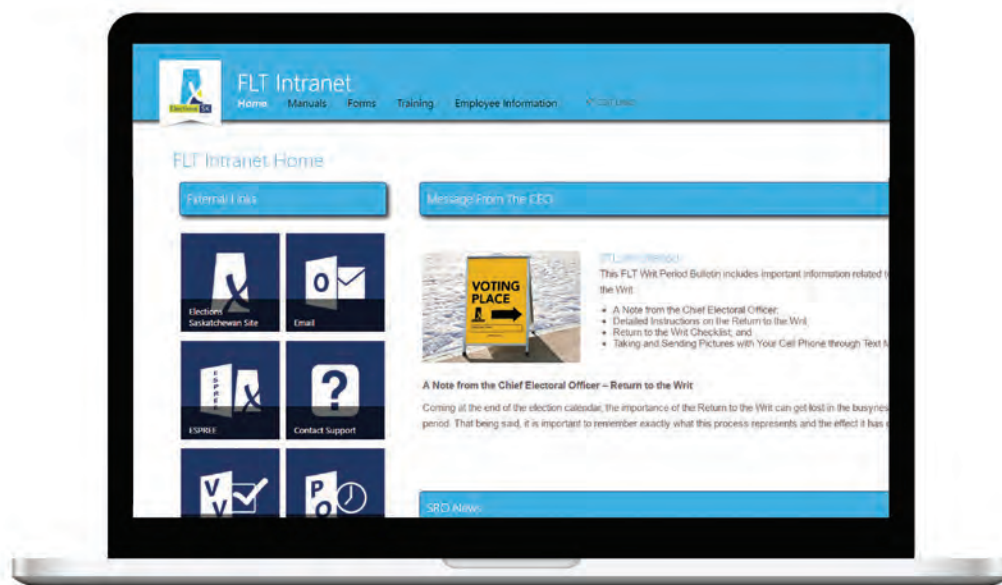 FLT Intranet
Elections SK
Home Manuals Forms Training Employee Information
FLT Intranet Home
External Links
Message From The CEO
VOTING
PLACE
This FLT Writ Period Bulletin includes important information related to
the Writ
• A Note from the Chief Electoral Officer;
• Detailed Instructions on the Return to the Writ;
• Return to the Writ Checklist; and
• Taking and Sending Pictures with Your Cell Phone through Text M
Elections
Saskatchewan Site
O
Email
A Note from the Chief Electoral Officer – Return to the Writ
Coming at the end of the election calendar, the importance of the Return to the Writ can get lost in the busynes
period. That being said, it is important to remember exactly what this process represents and the effect it has
ESPREE
ESPREE
?
Contact Support
V
V
P
O
SRO News